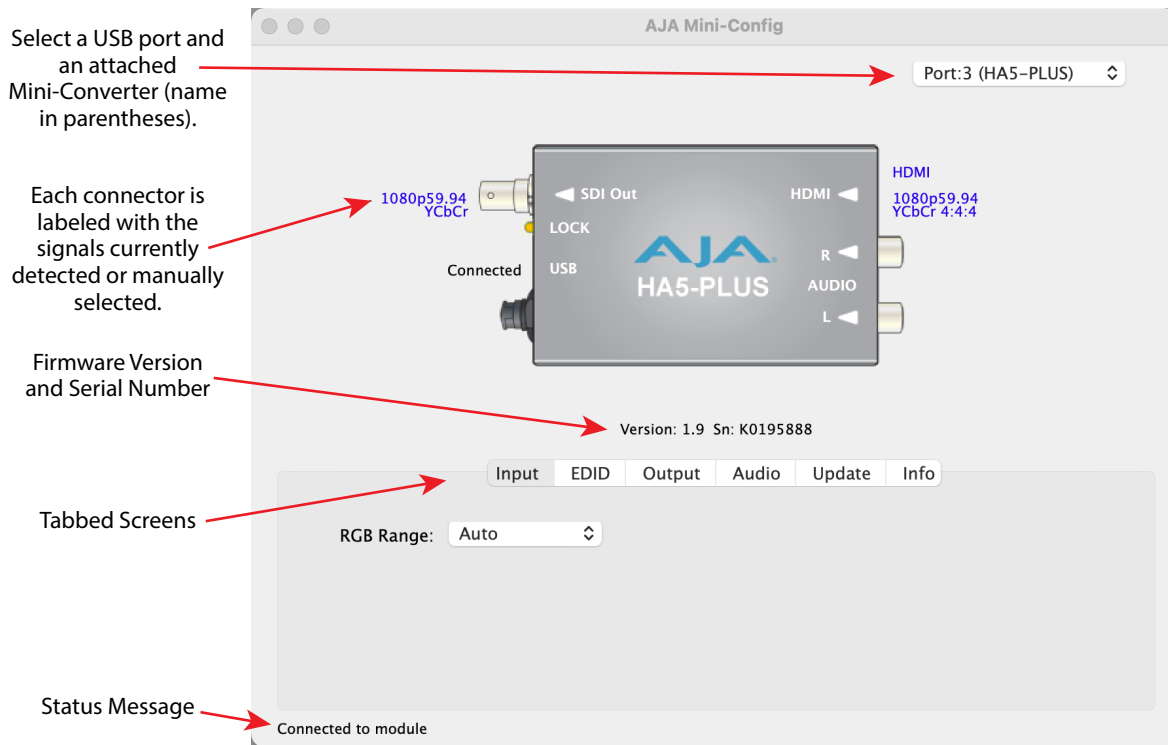 AJA Mini-Config
Select a USB port and
an attached
Mini-Converter (name
in parentheses).
Port:3 (HA5-PLUS)
Each connector is
labeled with the
signals currently
detected or manually
selected.
1080p59.94
YCbCr
SDI Out
LOCK
Connected
USB
AJA
HA5-PLUS
HDMI
HDMI
1080p59.94
YCbCr 4:4:4
R
AUDIO
L
Firmware Version
and Serial Number
Version: 1.9 Sn: K0195888
Input EDID Output Audio Update Info
Tabbed Screens
RGB Range: Auto
Status Message
Connected to module